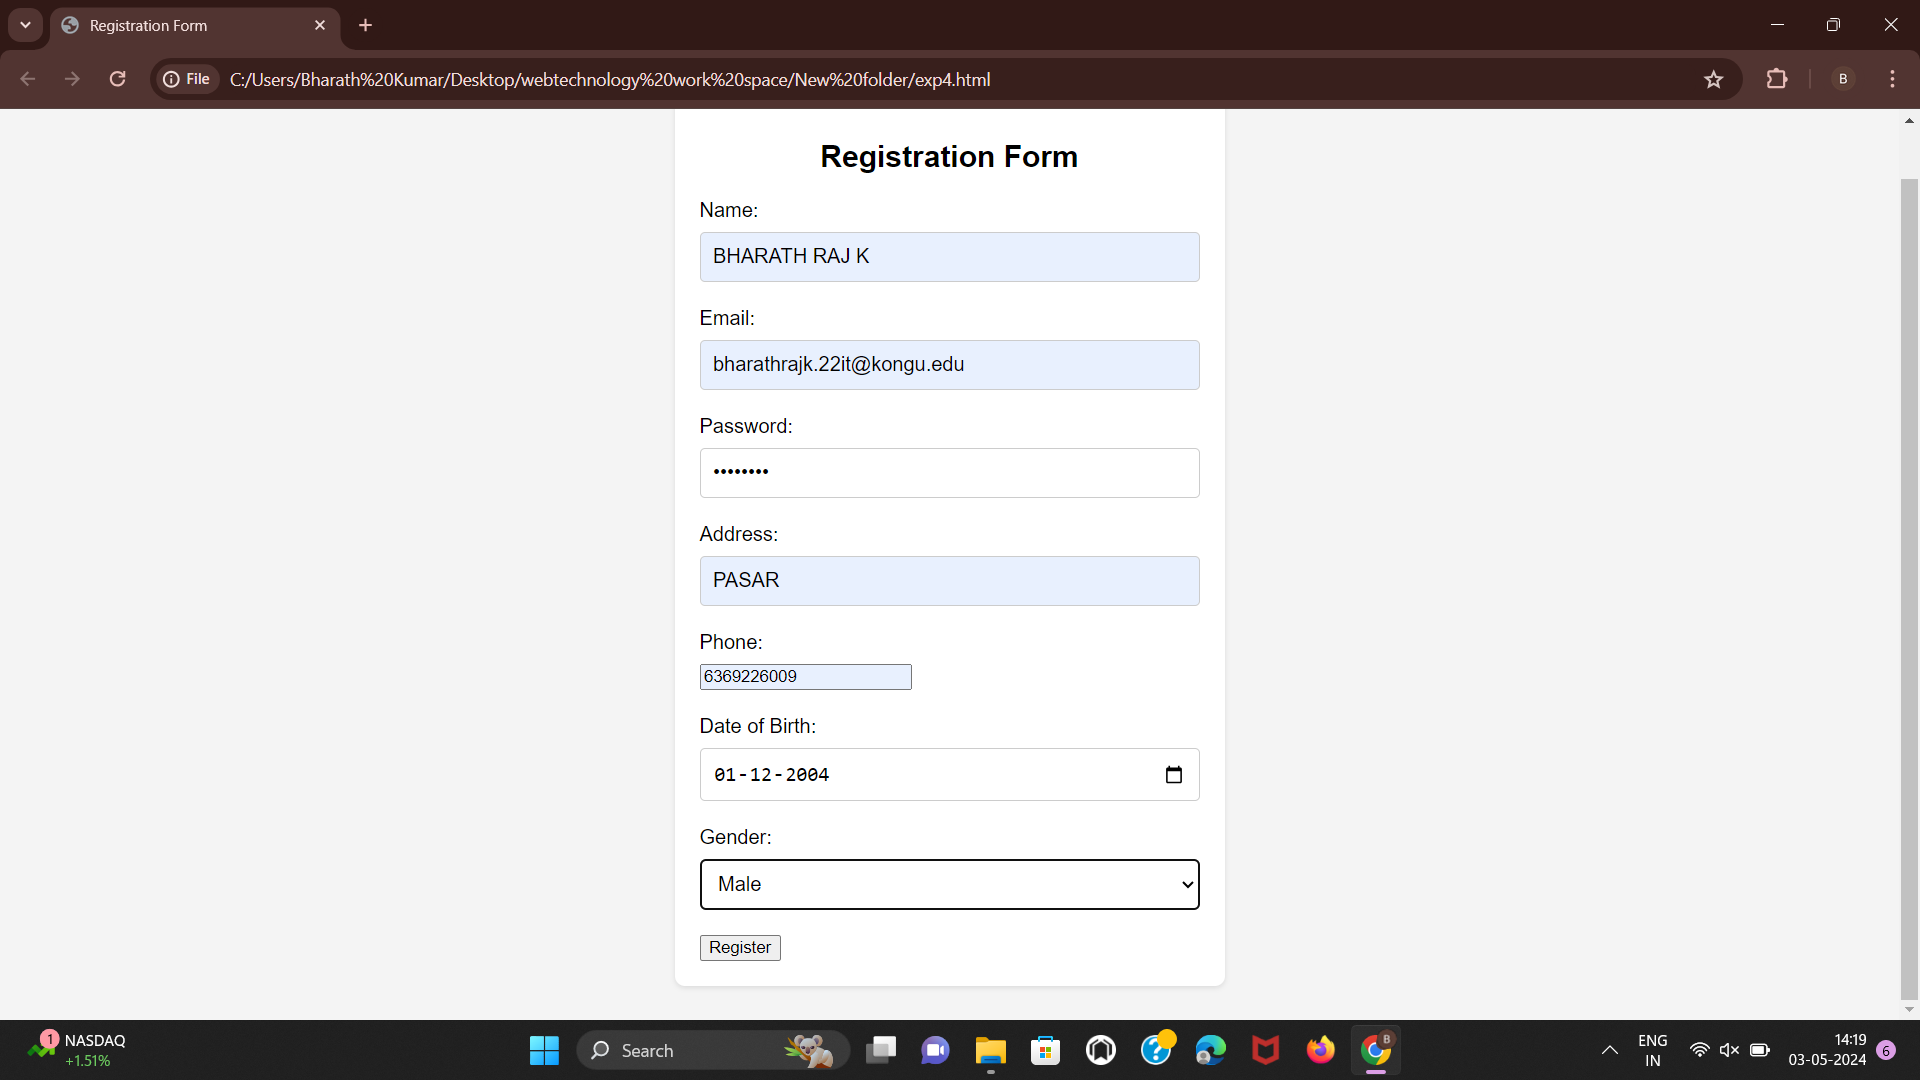 Registration Form
File
C:/Users/Bharath%20Kumar/Desktop/webtechnology%20work%20space/New%20folder/exp4.html
B
Registration Form
Name:
BHARATH RAJ K
Email:
bharathrajk.22it@kongu.edu
Password:
••••••••
Address:
PASAR
Phone:
6369226009
Date of Birth:
01-12-2004
Gender:
Male
Register
1
NASDAQ
+1.51%
Search
B
ENG
IN
14:19
03-05-2024
6